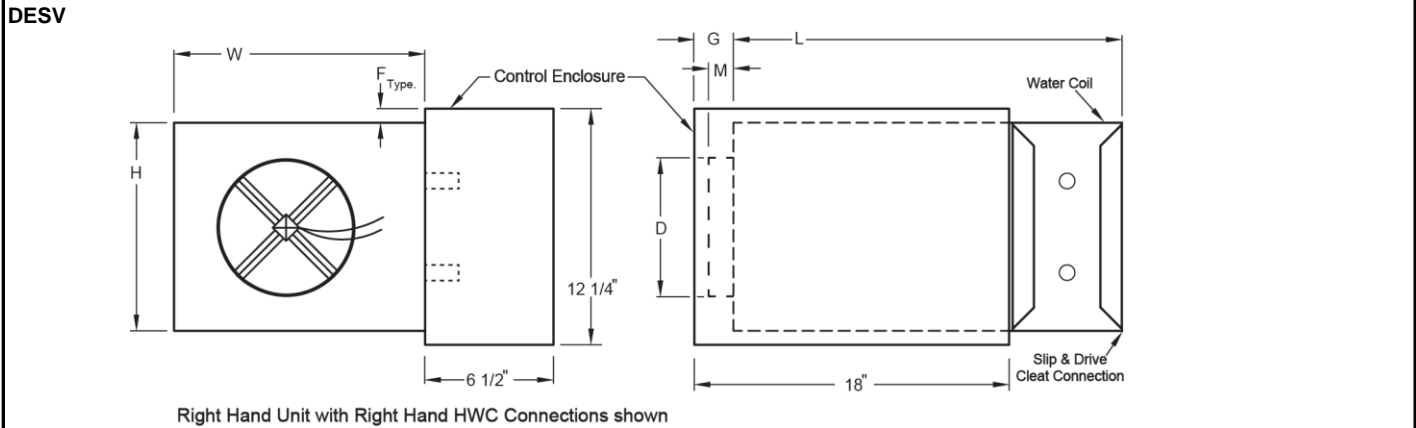 DESV
W
F Type.
Control Enclosure
G
L
M
Water Coil
H
D
12 1/4"
6 1/2"
18"
Slip & Drive
Cleat Connection
Right Hand Unit with Right Hand HWC Connections shown